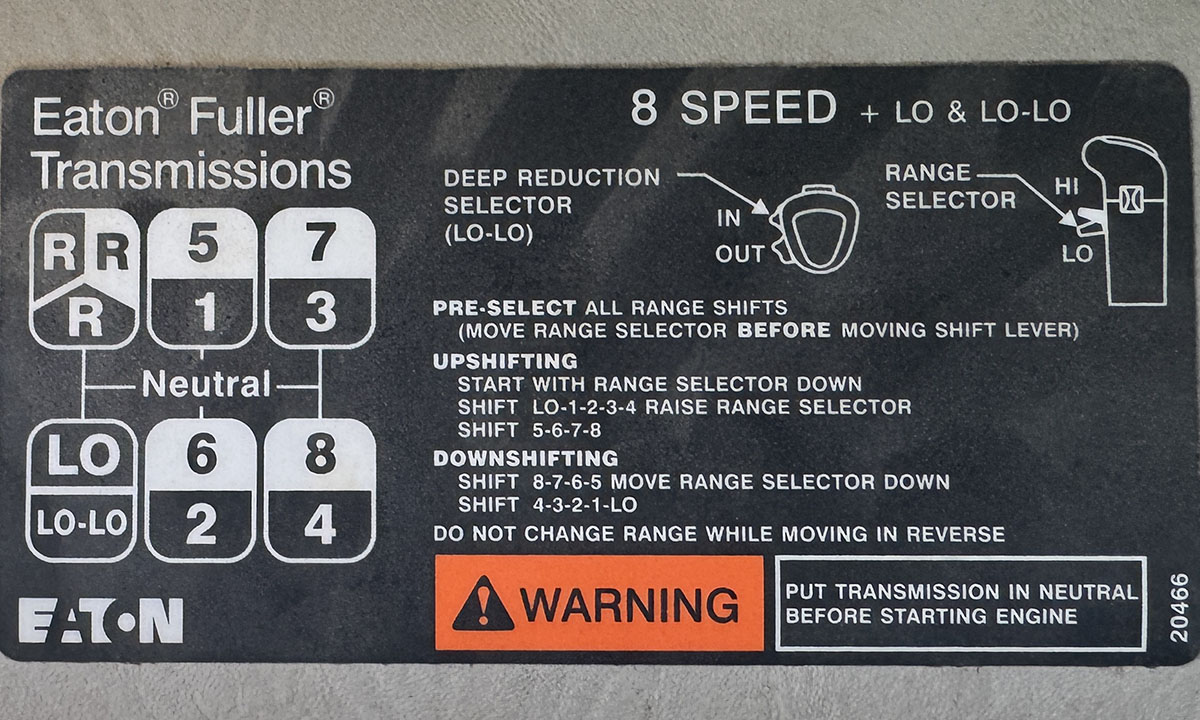 Eaton® Fuller®
Transmissions
8 SPEED + LO & LO-LO
DEEP REDUCTION
SELECTOR
(LO-LO)
IN
OUT
RANGE
SELECTOR
HI
LO
R R 5 7
R 1 3
Neutral
LO 6 8
LO-LO 2 4
PRE-SELECT ALL RANGE SHIFTS
(MOVE RANGE SELECTOR BEFORE MOVING SHIFT LEVER)
UPSHIFTING
START WITH RANGE SELECTOR DOWN
SHIFT LO-1-2-3-4 RAISE RANGE SELECTOR
SHIFT 5-6-7-8
DOWNSHIFTING
SHIFT 8-7-6-5 MOVE RANGE SELECTOR DOWN
SHIFT 4-3-2-1-LO
DO NOT CHANGE RANGE WHILE MOVING IN REVERSE
EATON
WARNING
PUT TRANSMISSION IN NEUTRAL
BEFORE STARTING ENGINE
20466